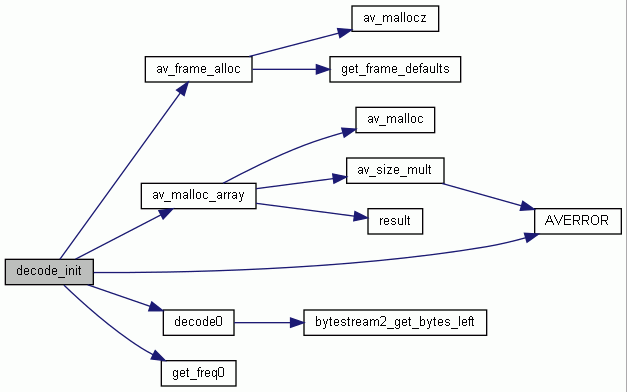 av_mallocz
av_frame_alloc
get_frame_defaults
av_malloc
av_size_mult
av_malloc_array
result
AVERROR
decode_init
decode0
bytestream2_get_bytes_left
get_freq0